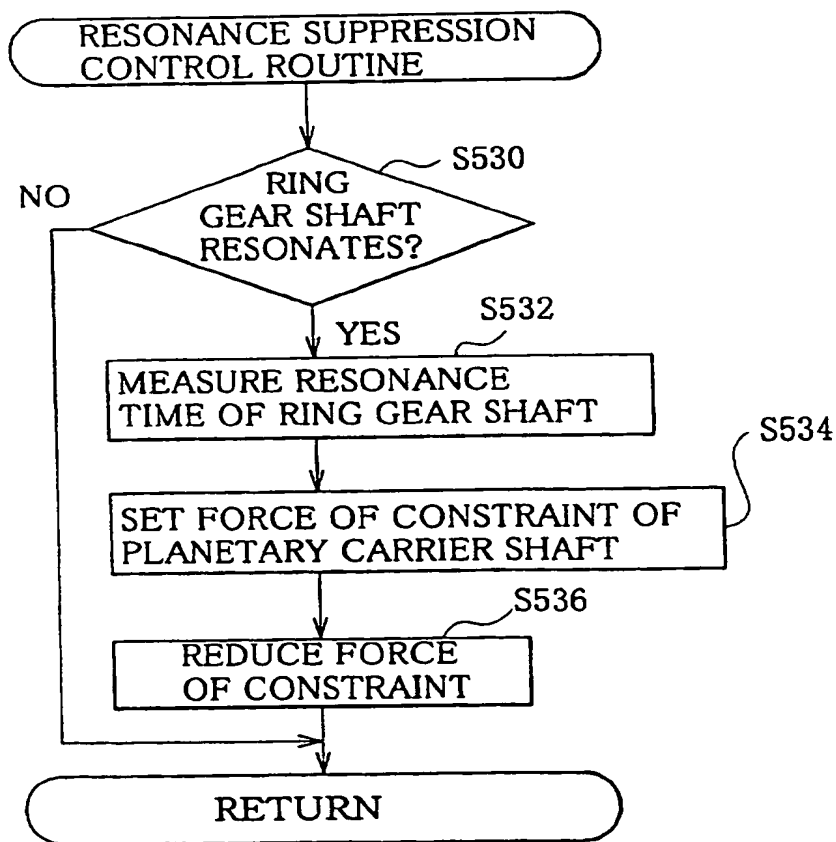 RESONANCE SUPPRESSION
CONTROL ROUTINE
S530
RING
GEAR SHAFT
RESONATES?
NO
YES
S532
MEASURE RESONANCE
TIME OF RING GEAR SHAFT
S534
SET FORCE OF CONSTRAINT OF
PLANETARY CARRIER SHAFT
S536
REDUCE FORCE
OF CONSTRAINT
RETURN